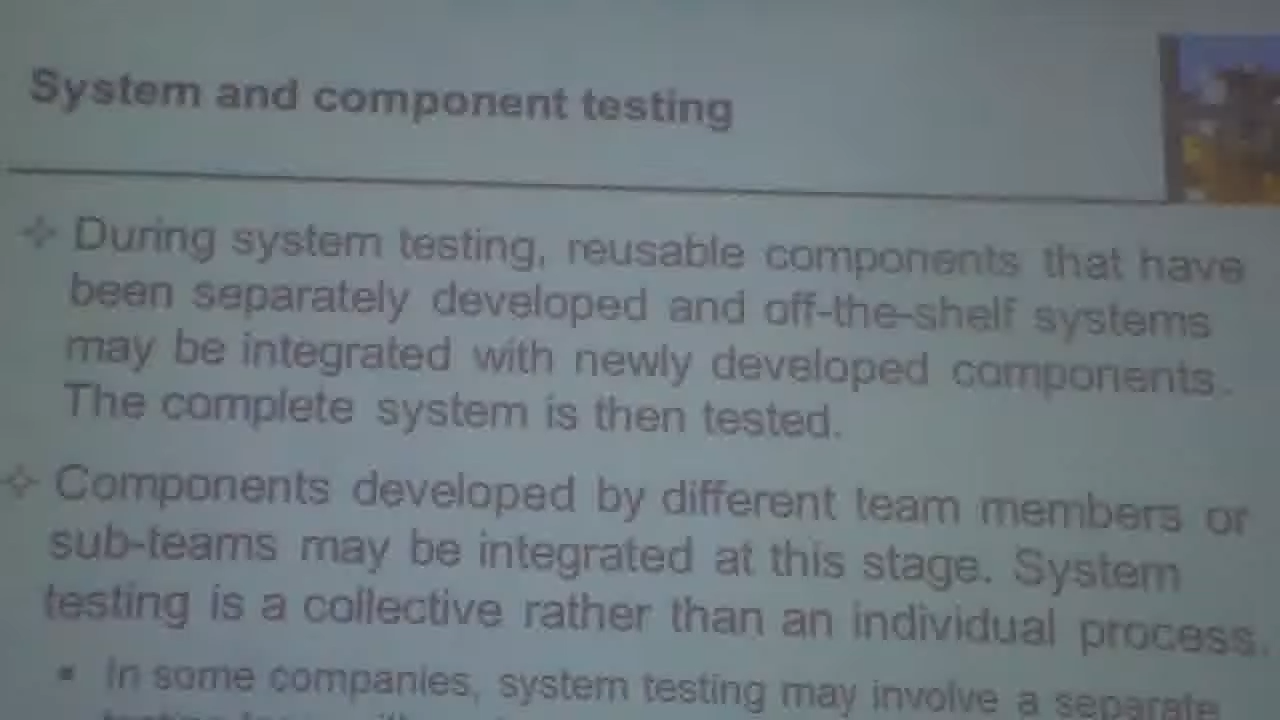 System and component testing
During system testing, reusable components that have
been separately developed and off-the-shelf systems
may be integrated with newly developed components.
The complete system is then tested.
Components developed by different team members or
sub-teams may be integrated at this stage. System
testing is a collective rather than an individual process.
In some companies, system testing may involve a separate